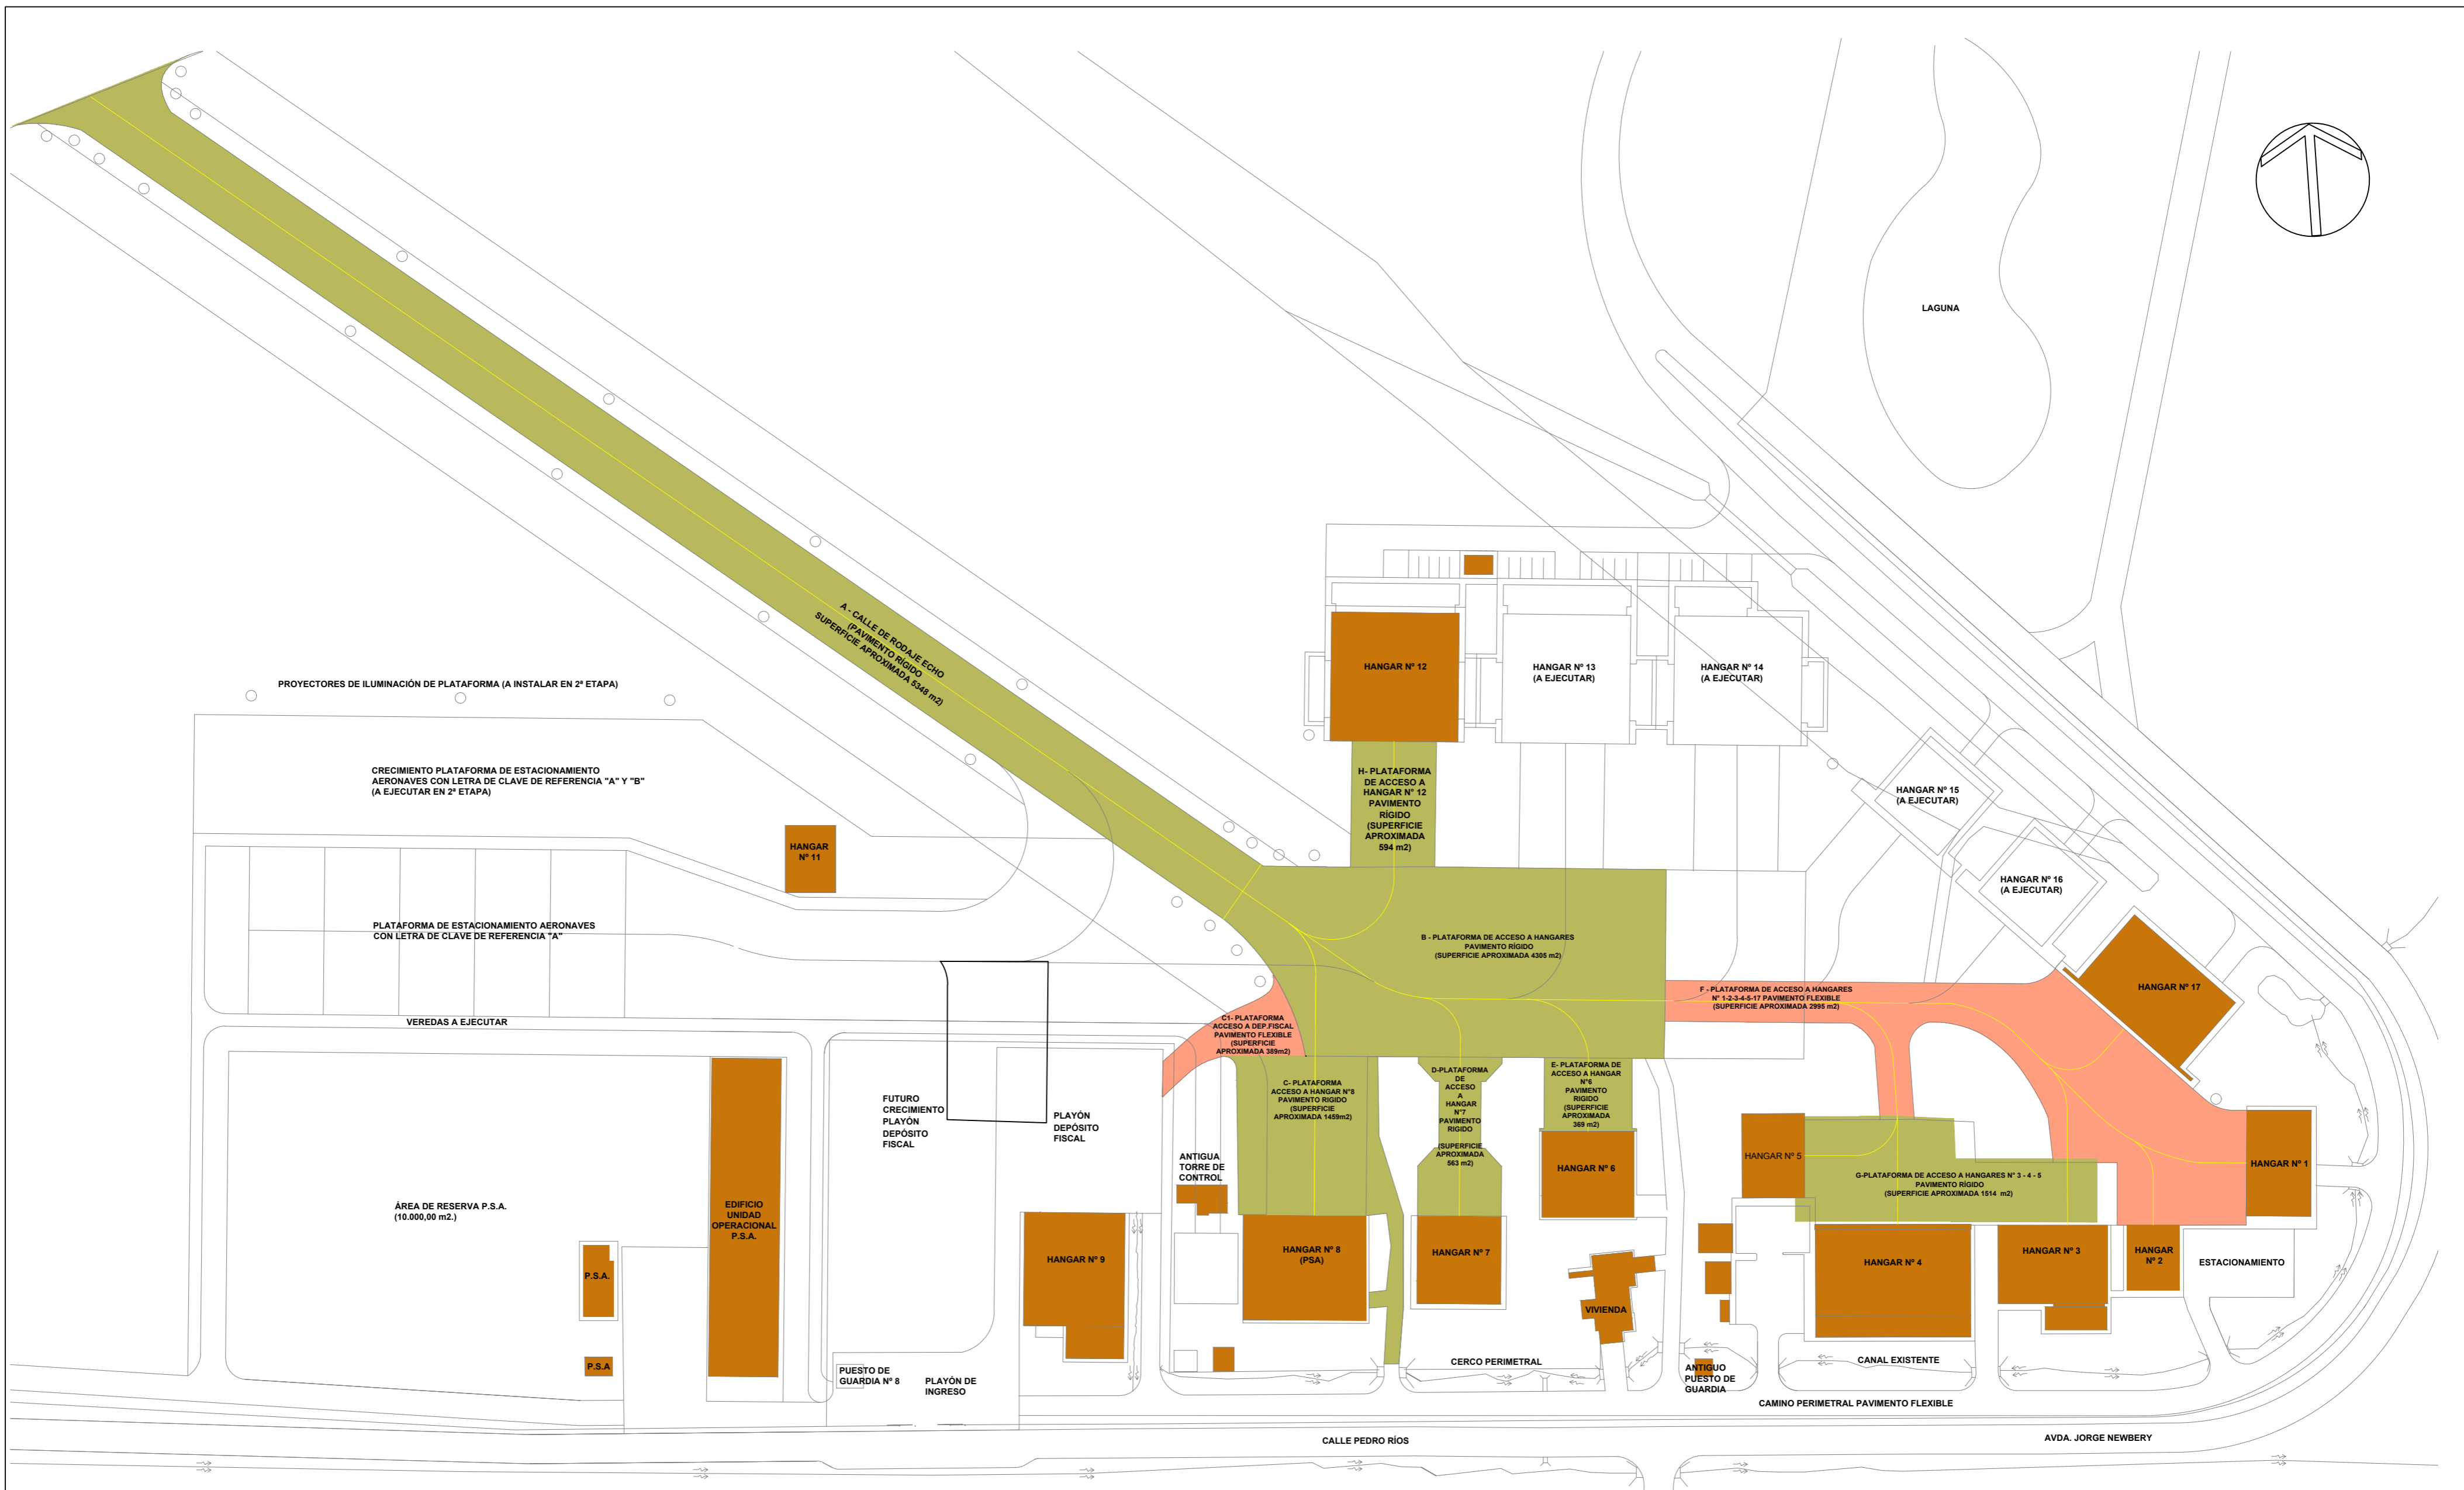 LAGUNA
A - CALLE DE RODAJE ECHO
(PAVIMENTO RÍGIDO
SUPERFICIE APROXIMADA 5348 m2)
PROYECTORES DE ILUMINACIÓN DE PLATAFORMA (A INSTALAR EN 2ª ETAPA)
CRECIMIENTO PLATAFORMA DE ESTACIONAMIENTO
AERONAVES CON LETRA DE CLAVE DE REFERENCIA "A" Y "B"
(A EJECUTAR EN 2ª ETAPA)
HANGAR
Nº 11
PLATAFORMA DE ESTACIONAMIENTO AERONAVES
CON LETRA DE CLAVE DE REFERENCIA "A"
VEREDAS A EJECUTAR
HANGAR Nº 12
HANGAR Nº 13
(A EJECUTAR)
HANGAR Nº 14
(A EJECUTAR)
HANGAR Nº 15
(A EJECUTAR)
HANGAR Nº 16
(A EJECUTAR)
HANGAR Nº 17
H- PLATAFORMA
DE ACCESO A
HANGAR N° 12
PAVIMENTO
RÍGIDO
(SUPERFICIE
APROXIMADA
594 m2)
B - PLATAFORMA DE ACCESO A HANGARES
PAVIMENTO RÍGIDO
(SUPERFICIE APROXIMADA 4305 m2)
F - PLATAFORMA DE ACCESO A HANGARES
N° 1-2-3-4-5-17 PAVIMENTO FLEXIBLE
(SUPERFICIE APROXIMADA 2995 m2)
C1- PLATAFORMA
ACCESO A DEP.FISCAL
PAVIMENTO FLEXIBLE
(SUPERFICIE
APROXIMADA 389m2)
C- PLATAFORMA
ACCESO A HANGAR N°8
PAVIMENTO RIGIDO
(SUPERFICIE
APROXIMADA 1459m2)
D-PLATAFORMA
DE
ACCESO
A
HANGAR
N°7
PAVIMENTO
RIGIDO
(SUPERFICIE
APROXIMADA
563 m2)
E- PLATAFORMA DE
ACCESO A HANGAR
N°6
PAVIMENTO
RIGIDO
(SUPERFICIE
APROXIMADA
369 m2)
G-PLATAFORMA DE ACCESO A HANGARES N° 3 - 4 - 5
PAVIMENTO RÍGIDO
(SUPERFICIE APROXIMADA 1514 m2)
FUTURO
CRECIMIENTO
PLAYÓN
DEPÓSITO
FISCAL
PLAYÓN
DEPÓSITO
FISCAL
ANTIGUA
TORRE DE
CONTROL
ÁREA DE RESERVA P.S.A.
(10.000,00 m2.)
EDIFICIO
UNIDAD
OPERACIONAL
P.S.A.
P.S.A.
P.S.A
HANGAR Nº 9
HANGAR Nº 8
(PSA)
HANGAR Nº 7
HANGAR Nº 6
HANGAR Nº 5
HANGAR Nº 4
HANGAR Nº 3
HANGAR
Nº 2
HANGAR Nº 1
ESTACIONAMIENTO
VIVIENDA
PUESTO DE
GUARDIA Nº 8
PLAYÓN DE
INGRESO
CERCO PERIMETRAL
ANTIGUO
PUESTO DE
GUARDIA
CANAL EXISTENTE
CAMINO PERIMETRAL PAVIMENTO FLEXIBLE
CALLE PEDRO RÍOS
AVDA. JORGE NEWBERY